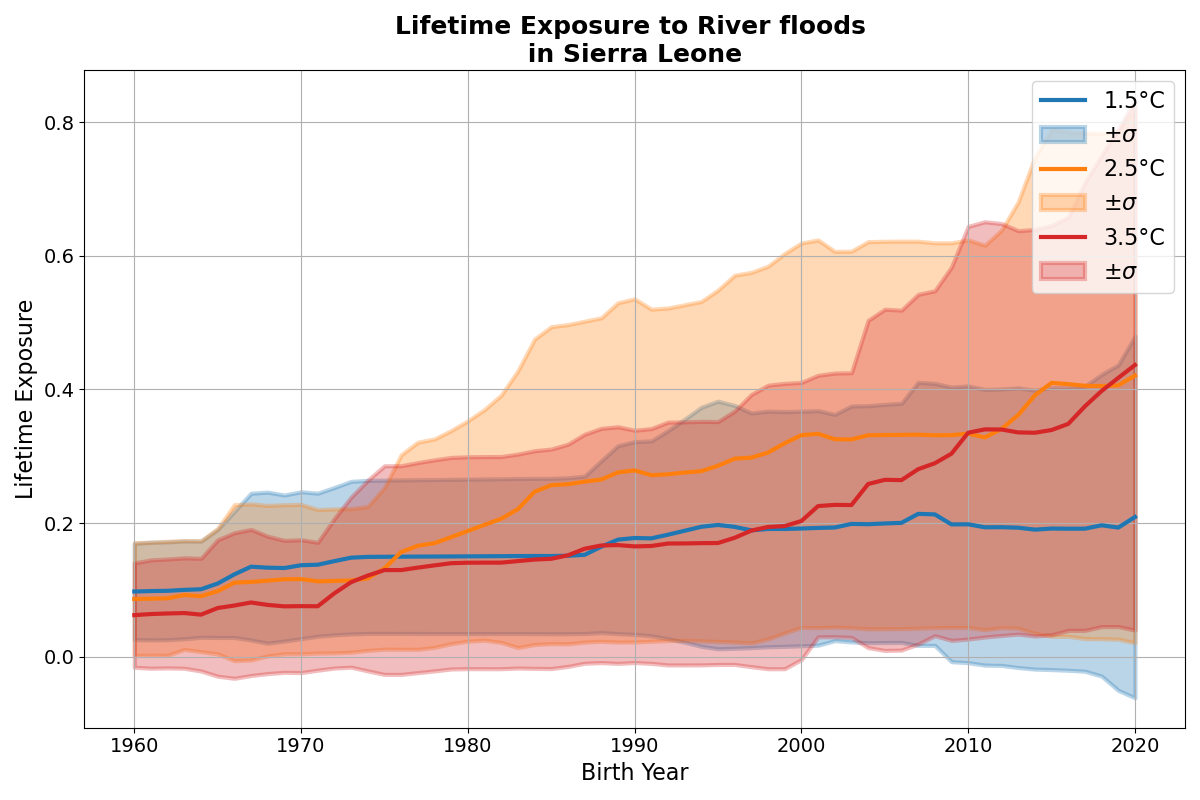 Lifetime Exposure to River floods
in Sierra Leone
1.5°C
±σ
2.5°C
±σ
3.5°C
±σ
Lifetime Exposure
0.8
0.6
0.4
0.2
0.0
1960 1970 1980 1990 2000 2010 2020
Birth Year